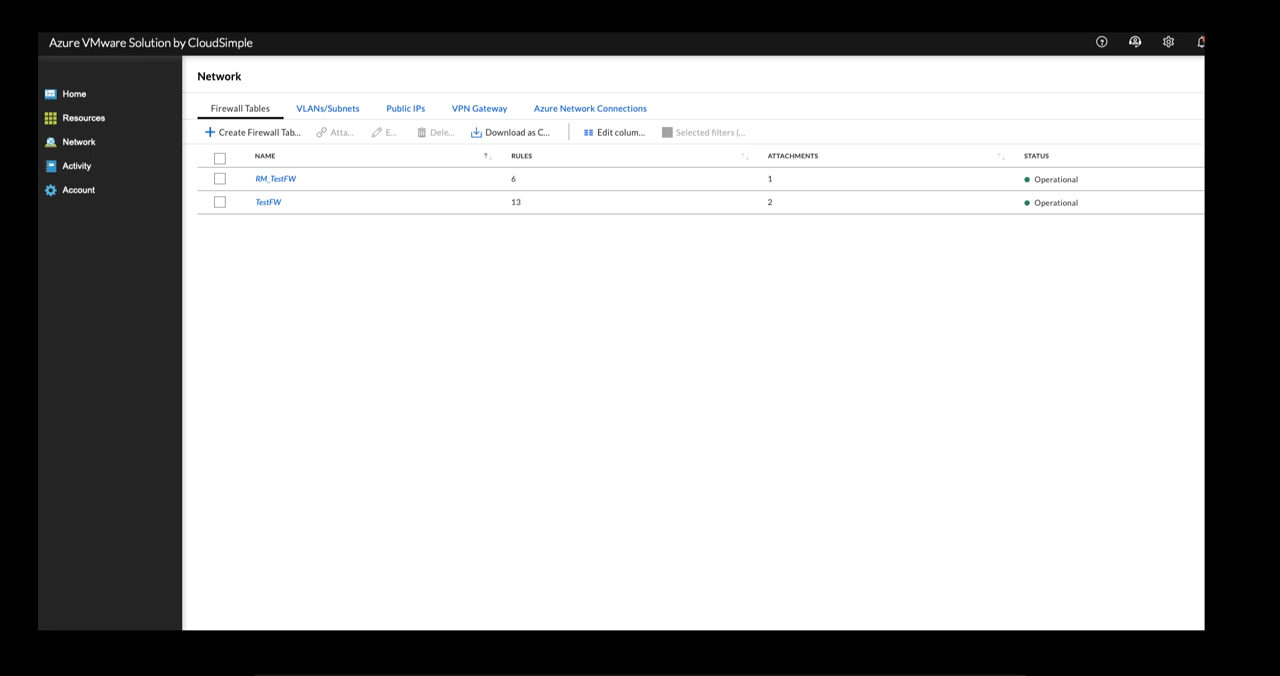 Azure VMware Solution by CloudSimple
Home
Resources
Network
Activity
Account
Network
Firewall Tables VLANs/Subnets Public IPs VPN Gateway Azure Network Connections
Create Firewall Tab... Atta... E... Dele... Download as C... Edit colum... Selected filters (...
NAME RULES ATTACHMENTS STATUS
RM_TestFW 6 1 Operational
TestFW 13 2 Operational